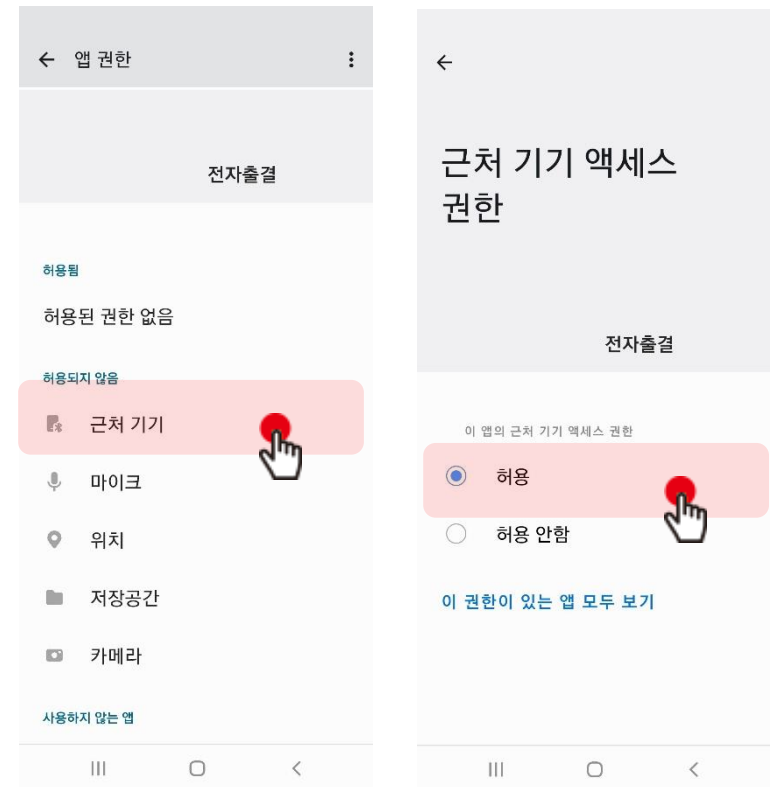 앱 권한
전자출결
허용됨
허용된 권한 없음
허용되지 않음
근처 기기
마이크
위치
저장공간
카메라
사용하지 않는 앱
근처 기기 액세스
권한
전자출결
이 앱의 근처 기기 액세스 권한
허용
허용 안함
이 권한이 있는 앱 모두 보기